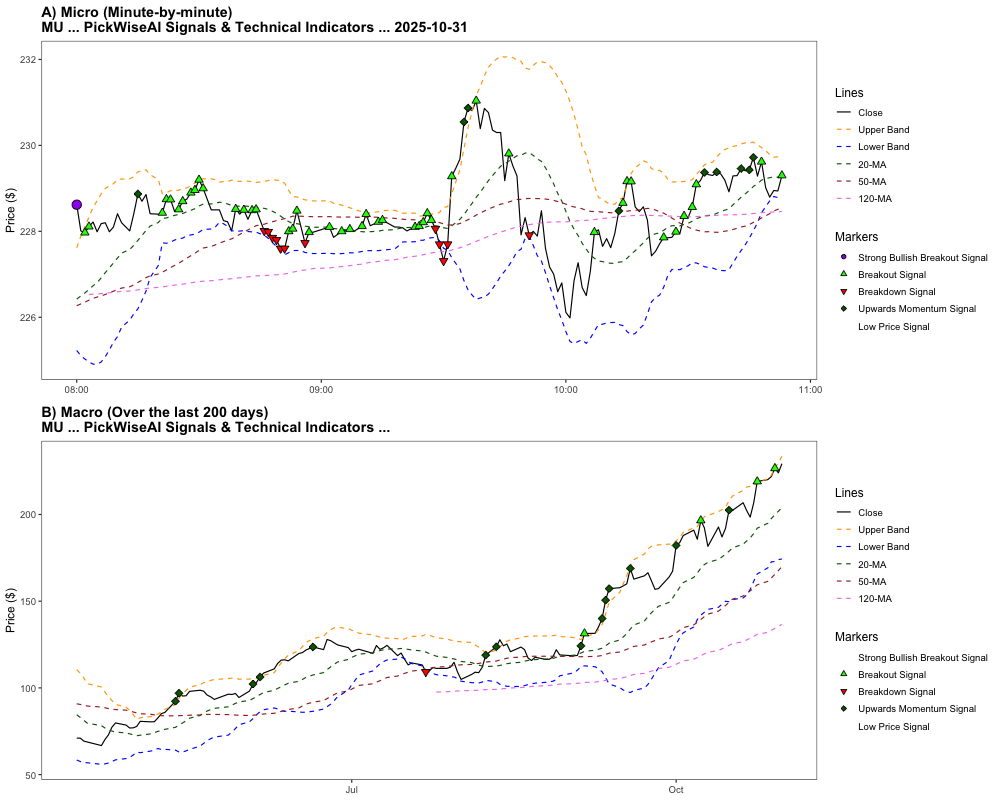 A) Micro (Minute-by-minute)
MU ... PickWiseAI Signals & Technical Indicators ... 2025-10-31
Price ($)
232
230
228
226
08:00
09:00
10:00
11:00
Lines
Close
Upper Band
Lower Band
20-MA
50-MA
120-MA
Markers
Strong Bullish Breakout Signal
Breakout Signal
Breakdown Signal
Upwards Momentum Signal
Low Price Signal
B) Macro (Over the last 200 days)
MU ... PickWiseAI Signals & Technical Indicators ...
Price ($)
200
150
100
50
Jul
Oct
Lines
Close
Upper Band
Lower Band
20-MA
50-MA
120-MA
Markers
Strong Bullish Breakout Signal
Breakout Signal
Breakdown Signal
Upwards Momentum Signal
Low Price Signal